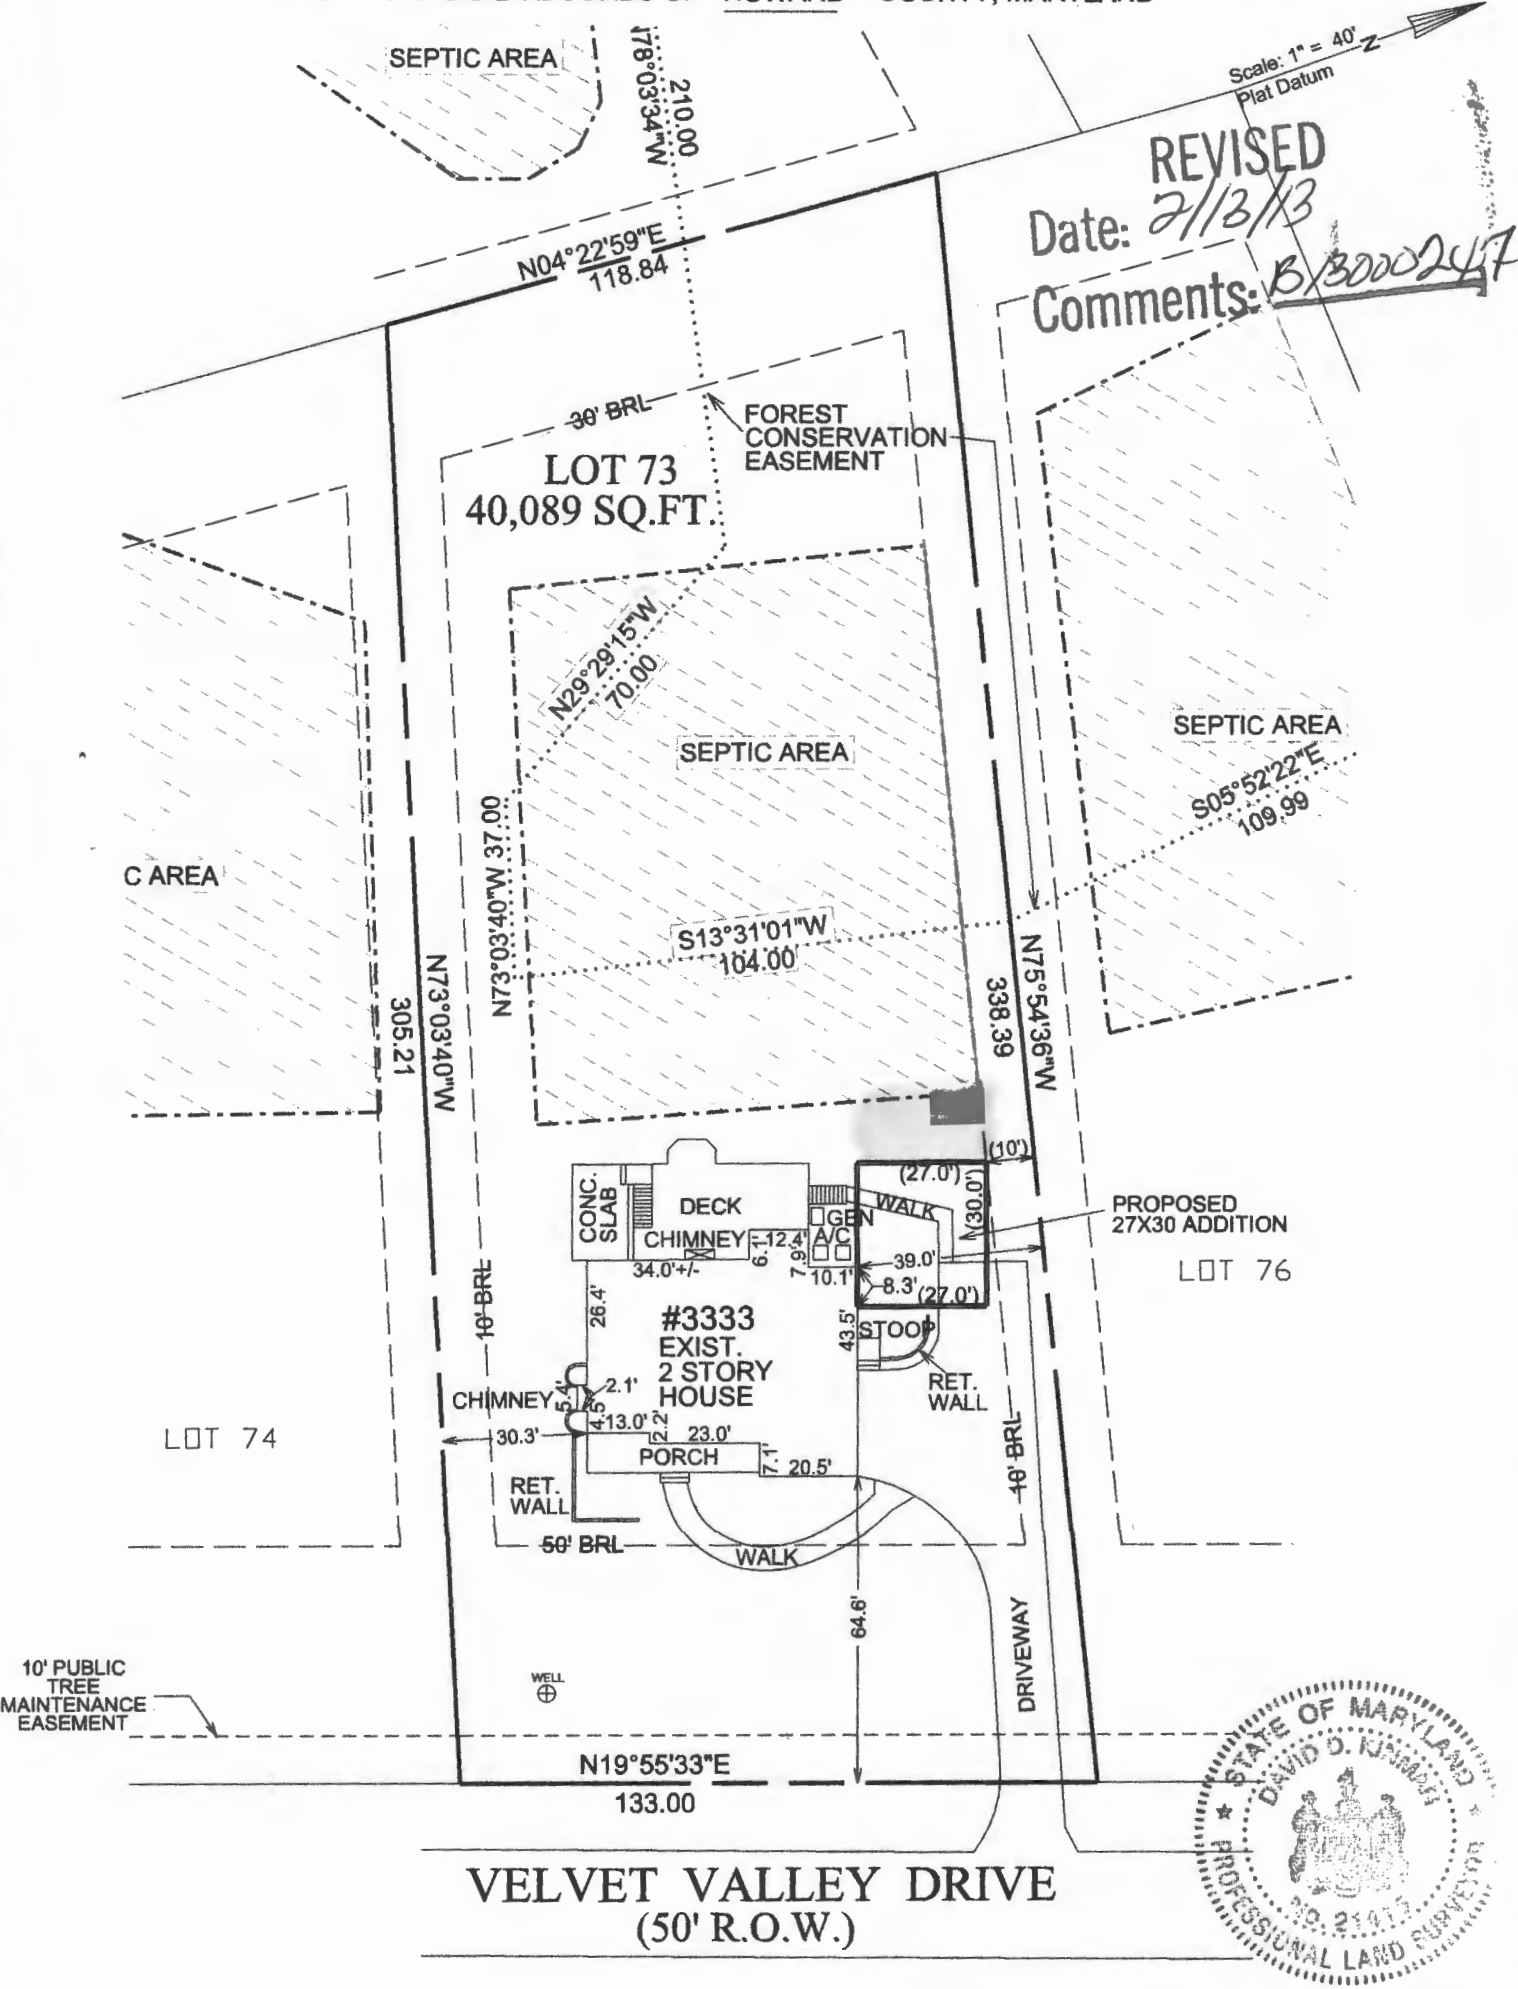 HOWARD COUNTY, MARYLAND
SEPTIC AREA
210.00
Scale: 1" = 40'
N
Plat Datum
REVISED
Date: 2/13/13
Comments: B13000247
N04°22'59"E
118.84
30' BRL
FOREST
CONSERVATION
EASEMENT
LOT 73
40,089 SQ.FT.
N29°29'15"W
70.00
SEPTIC AREA
SEPTIC AREA
S05°52'22"E
109.99
N73°03'40"W 37.00
C AREA
S13°31'01"W
104.00
N73°03'40"W
305.21
N75°54'36"W
338.39
(10')
(27.0')
(30.0')
WALK
CONC.
SLAB
DECK
GEN
A/C
CHIMNEY
6.1'
12.4'
7.9'
PROPOSED
27X30 ADDITION
39.0'
34.0'+/-
10.1'
8.3'
(27.0')
LOT 76
10' BRL
26.4'
#3333
EXIST.
2 STORY
HOUSE
43.5'
STOOP
RET.
WALL
CHIMNEY
5.4'
2.1'
4.5'
13.0'
2.2'
23.0'
LOT 74
30.3'
PORCH
7.1'
20.5'
10' BRL
RET.
WALL
50' BRL
WALK
64.6'
DRIVEWAY
WELL
10' PUBLIC
TREE
MAINTENANCE
EASEMENT
N19°55'33"E
133.00
VELVET VALLEY DRIVE
(50' R.O.W.)
STATE OF MARYLAND
DAVID D.
PROFESSIONAL LAND SURVEYOR